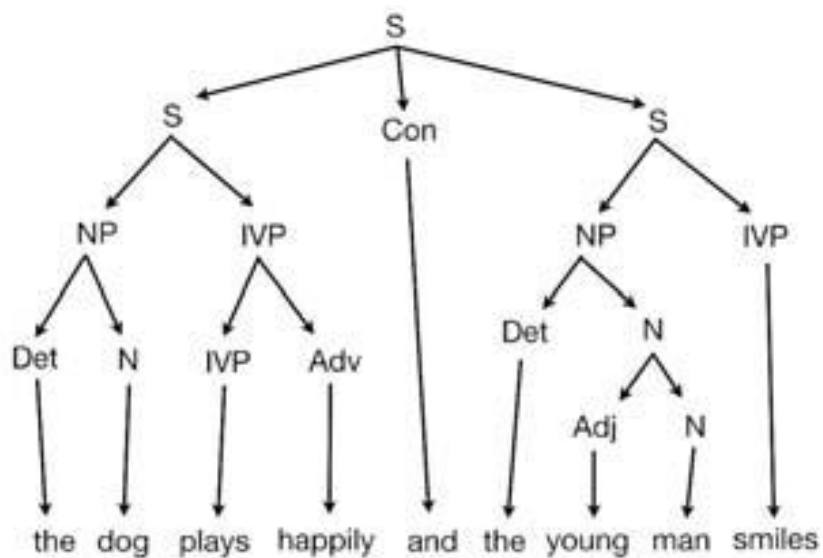 S
S Con S
NP IVP NP IVP
Det N IVP Adv Det N
Adj N
the dog plays happily and the young man smiles